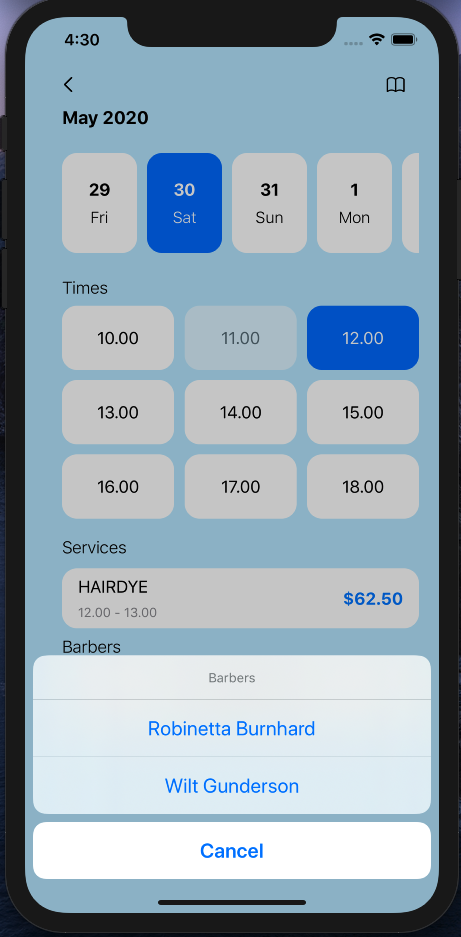 4:30
May 2020
29 30 31 1
Fri Sat Sun Mon
Times
10.00 11.00 12.00
13.00 14.00 15.00
16.00 17.00 18.00
Services
HAIRDYE
12.00 - 13.00
$62.50
Barbers
Barbers
Robinetta Burnhard
Wilt Gunderson
Cancel